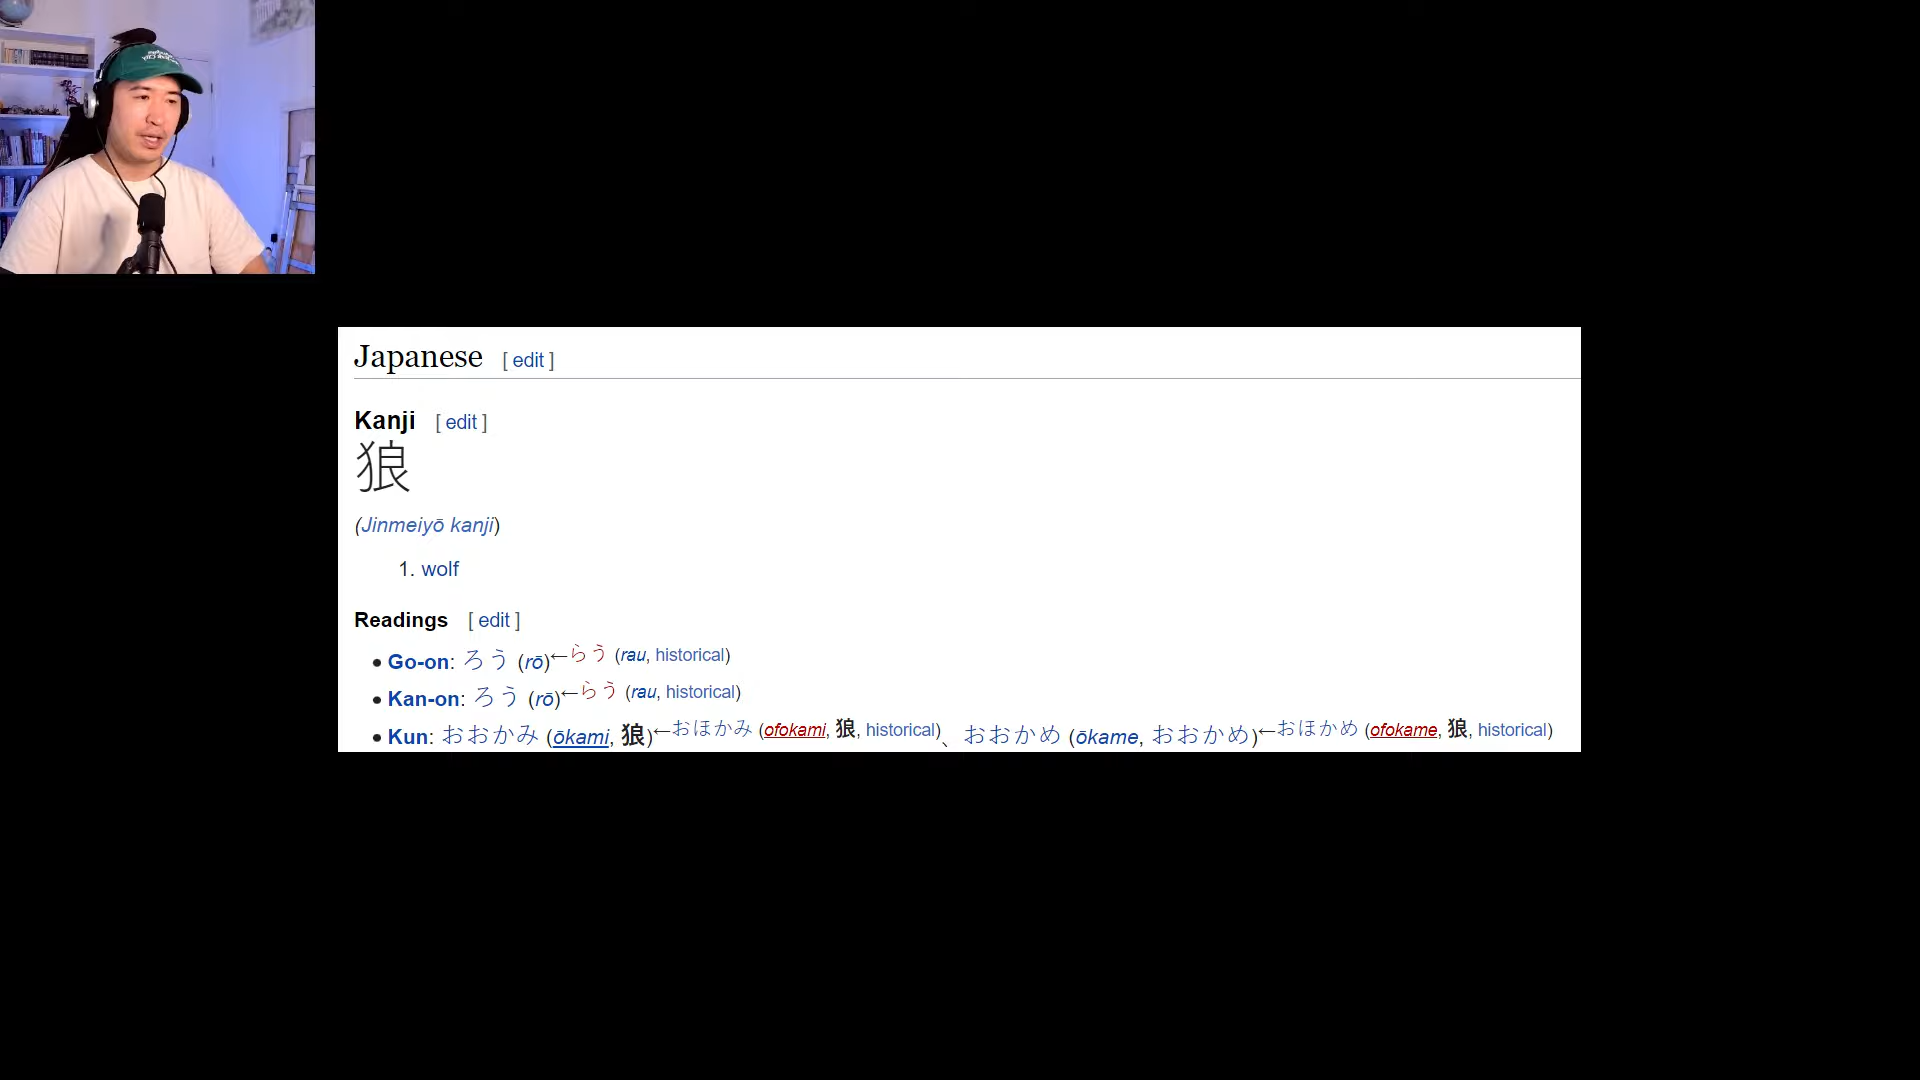 Japanese [ edit ]
Kanji [ edit ]
狼
(Jinmeiyō kanji)
1. wolf
Readings [ edit ]
• Go-on: ろう (rō)←らう (rau, historical)
• Kan-on: ろう (rō)←らう (rau, historical)
• Kun: おおかみ (ōkami, 狼)←おほかみ (ofokami, 狼, historical)、おおかめ (ōkame, おおかめ)←おほかめ (ofokame, 狼, historical)